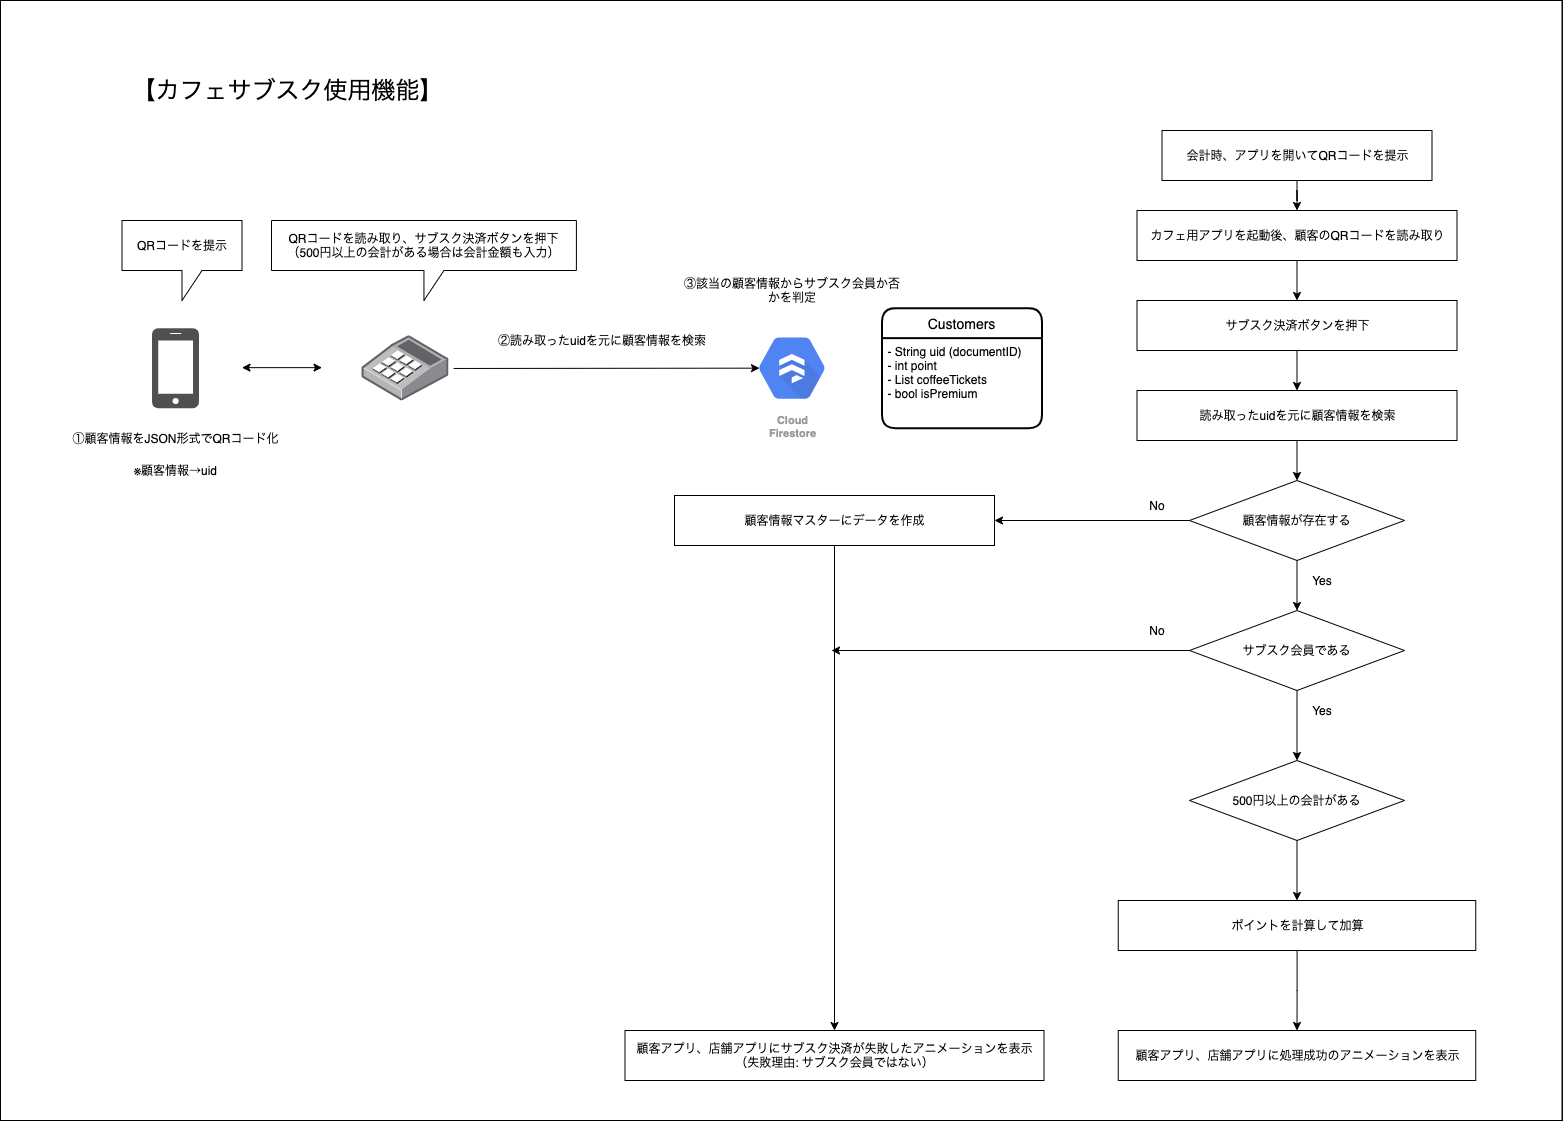 【カフェサブスク使用機能】
QRコードを提示
QRコードを読み取り、サブスク決済ボタンを押下
（500円以上の会計がある場合は会計金額も入力）
①顧客情報をJSON形式でQRコード化
※顧客情報→uid
②読み取ったuidを元に顧客情報を検索
③該当の顧客情報からサブスク会員か否
かを判定
Cloud
Firestore
Customers
- String uid (documentID)
- int point
- List coffeeTickets
- bool isPremium
会計時、アプリを開いてQRコードを提示
カフェ用アプリを起動後、顧客のQRコードを読み取り
サブスク決済ボタンを押下
読み取ったuidを元に顧客情報を検索
顧客情報が存在する
No
顧客情報マスターにデータを作成
Yes
サブスク会員である
No
Yes
500円以上の会計がある
ポイントを計算して加算
顧客アプリ、店舗アプリにサブスク決済が失敗したアニメーションを表示
（失敗理由: サブスク会員ではない）
顧客アプリ、店舗アプリに処理成功のアニメーションを表示